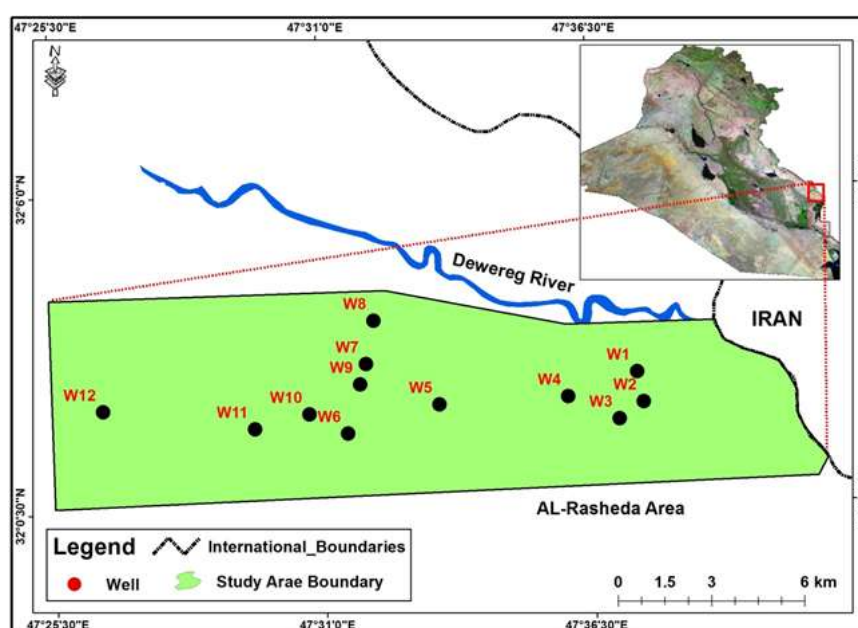 47°25'30"E 47°31'0"E 47°36'30"E
N
32°6'0"N
Dewereg River
IRAN
W8
W7
W9
W1
W2
W3
W4
W5
W12
W10
W11
W6
32°0'30"N
AL-Rasheda Area
Legend
International_Boundaries
Well
Study Arae Boundary
0 1.5 3 6 km
47°25'30"E 47°31'0"E 47°36'30"E